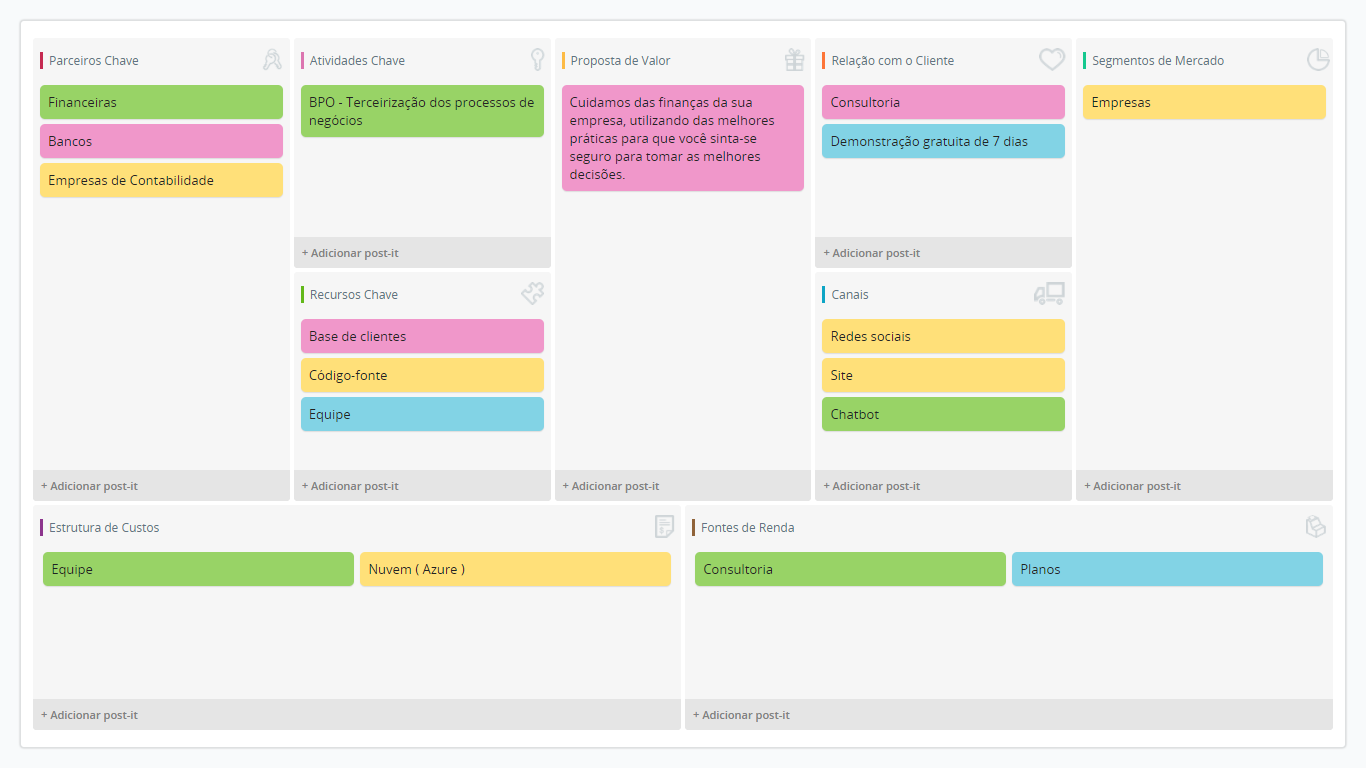 Parceiros Chave
Financeiras
Bancos
Empresas de Contabilidade
+ Adicionar post-it
Atividades Chave
BPO - Terceirização dos processos de
negócios
+ Adicionar post-it
Recursos Chave
Base de clientes
Código-fonte
Equipe
+ Adicionar post-it
Proposta de Valor
Cuidamos das finanças da sua
empresa, utilizando das melhores
práticas para que você sinta-se
seguro para tomar as melhores
decisões.
+ Adicionar post-it
Relação com o Cliente
Consultoria
Demonstração gratuita de 7 dias
+ Adicionar post-it
Canais
Redes sociais
Site
Chatbot
+ Adicionar post-it
Segmentos de Mercado
Empresas
+ Adicionar post-it
Estrutura de Custos
Equipe
Nuvem ( Azure )
+ Adicionar post-it
Fontes de Renda
Consultoria
Planos
+ Adicionar post-it